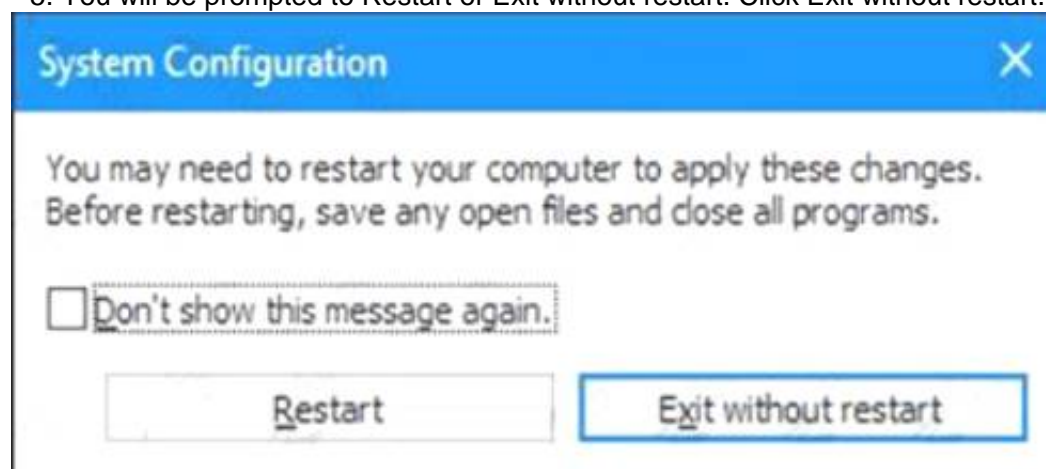 You will be prompted to Restart or Exit without restart. Click Exit without restart.
System Configuration
You may need to restart your computer to apply these changes.
Before restarting, save any open files and close all programs.
Don't show this message again.
Restart
Exit without restart